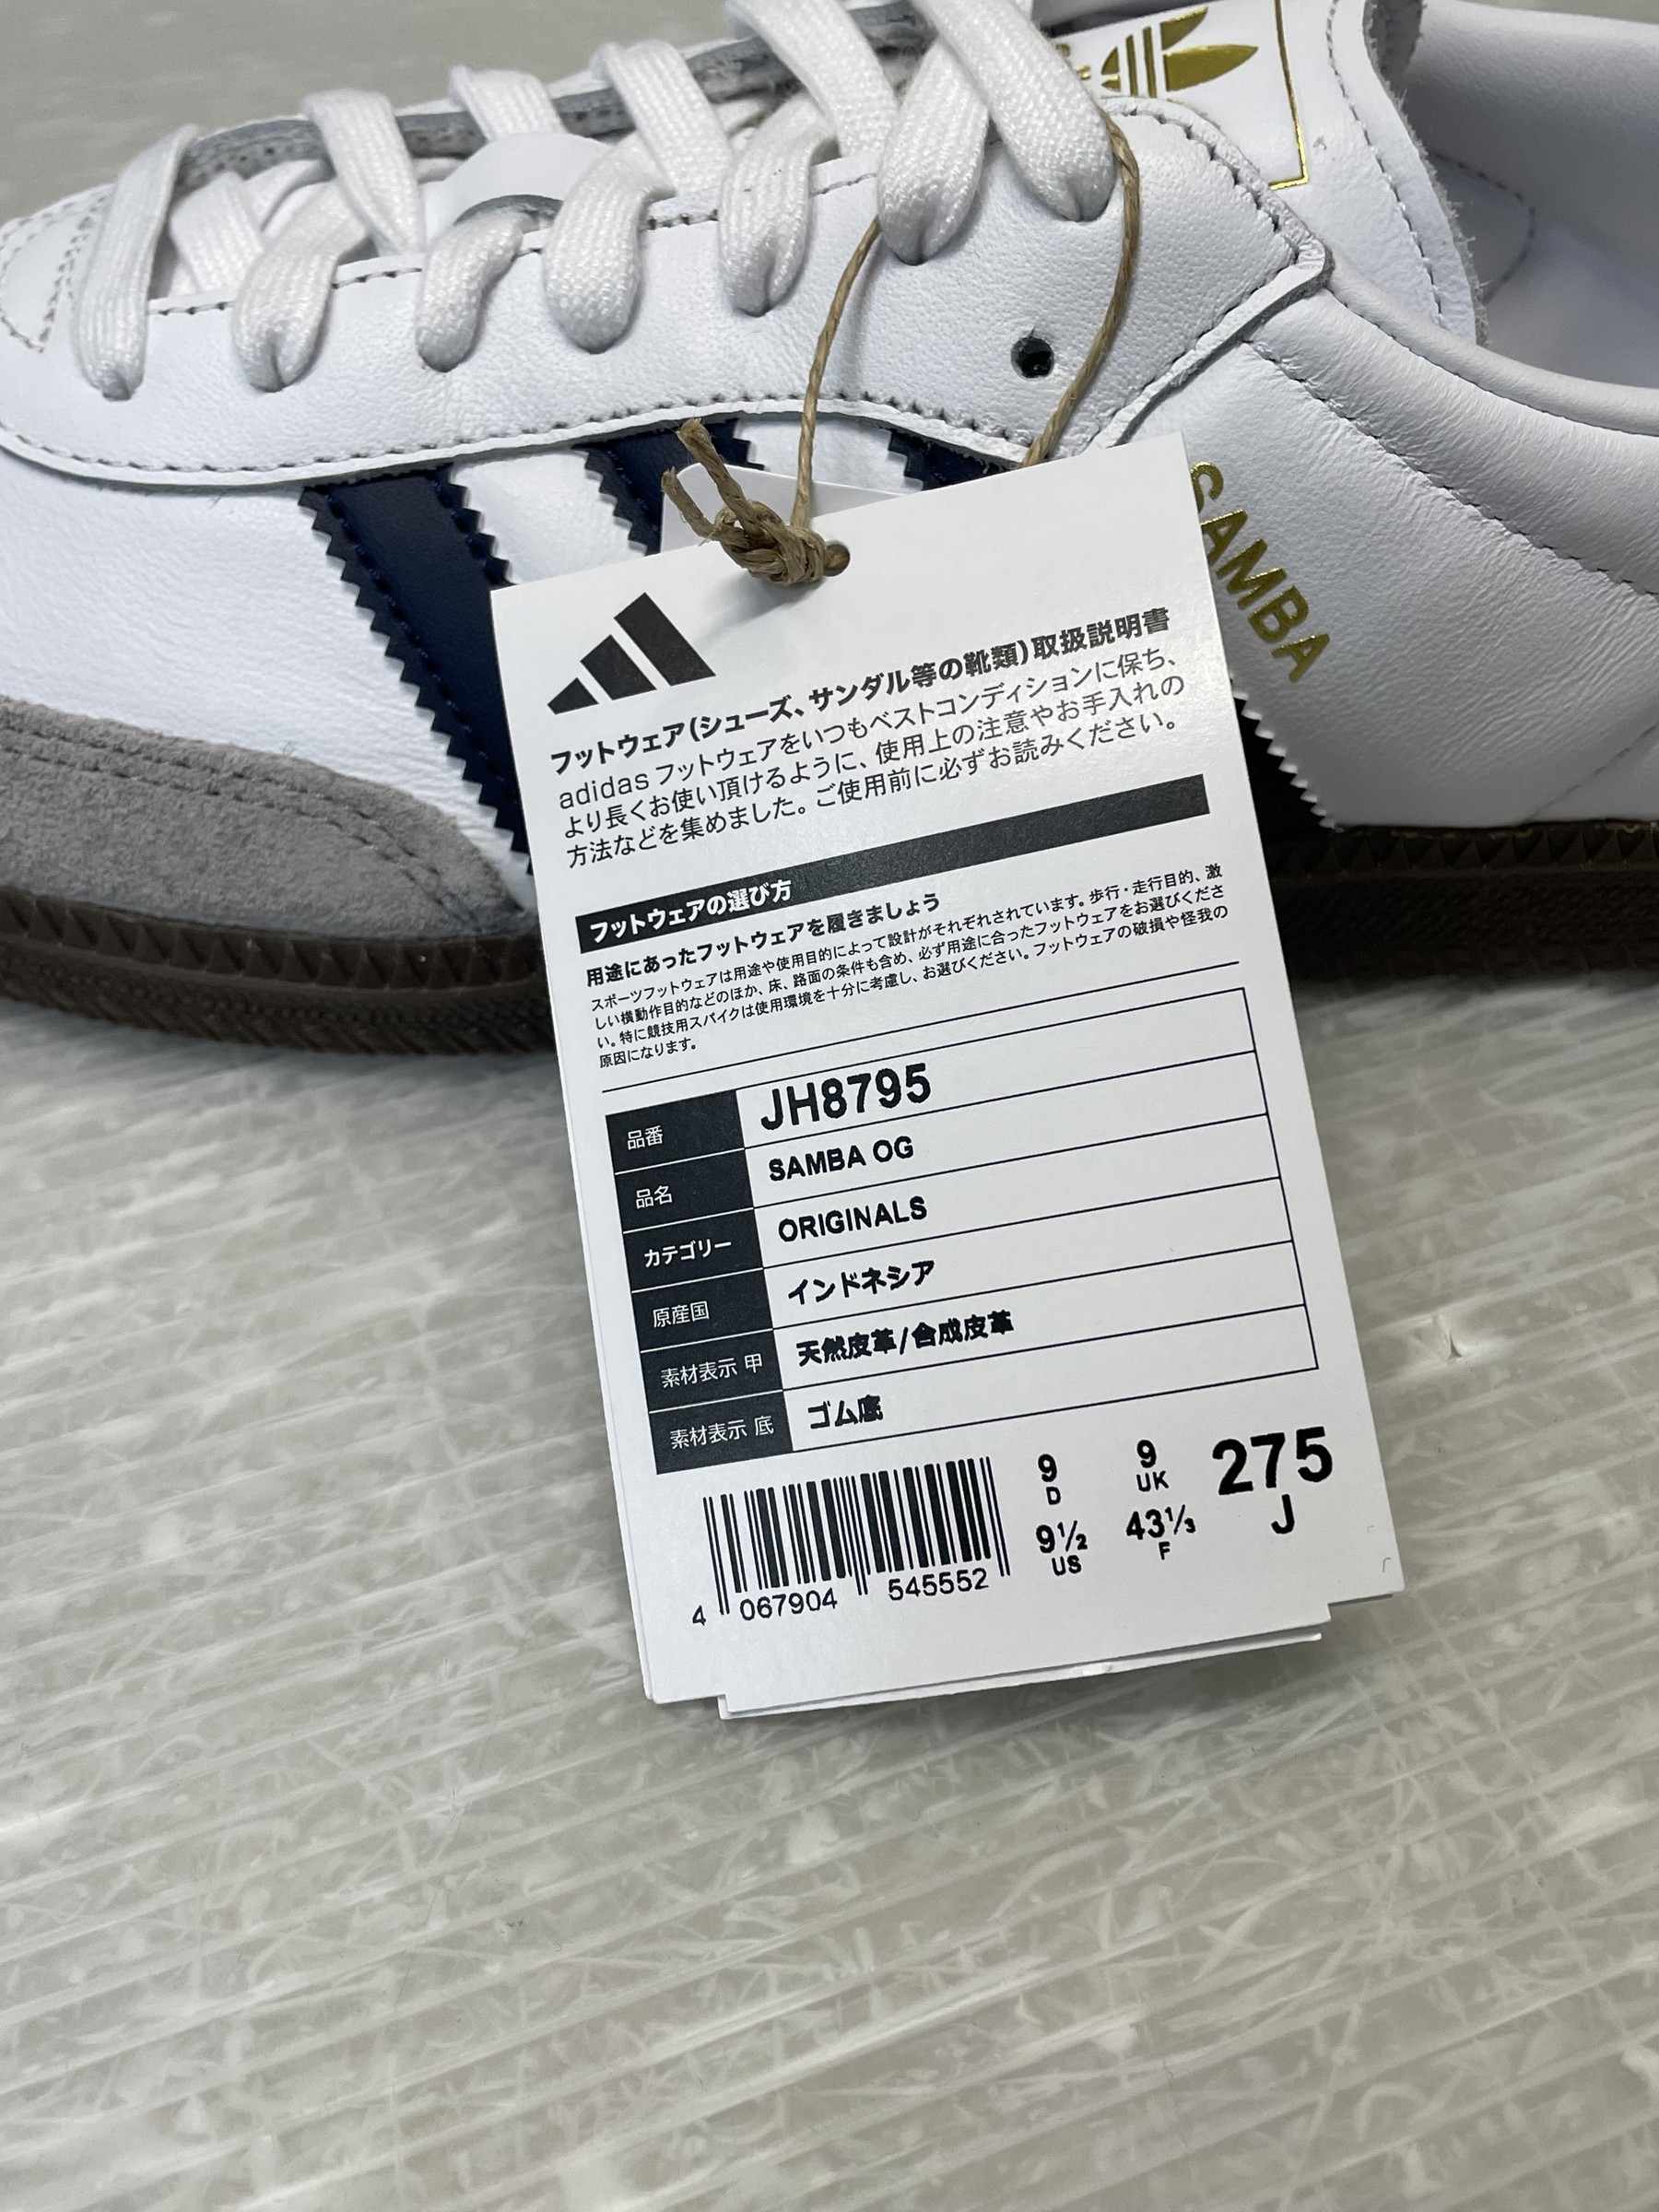 SAMBA
フットウェア(シューズ、サンダル等の靴類)取扱説明書
adidas フットウェアをいつもベストコンディションに保ち、
より長くお使い頂けるように、使用上の注意やお手入れの
方法などを集めました。ご使用前に必ずお読みください。
フットウェアの選び方
用途にあったフットウェアを履きましょう
スポーツフットウェアは用途や使用目的によって設計がそれぞれされています。歩行・走行目的、激
しい横動作目的などのほか、床、路面の条件も含め、必ず用途に合ったフットウェアをお選びくださ
い。特に競技用スパイクは使用環境を十分に考慮し、お選びください。フットウェアの破損や怪我の
原因になります。
品番 JH8795
品名 SAMBA OG
カテゴリー ORIGINALS
原産国 インドネシア
素材表示 甲 天然皮革/合成皮革
素材表示 底 ゴム底
9 9 275
D UK J
9½ 43⅓
US F
4 067904 545552